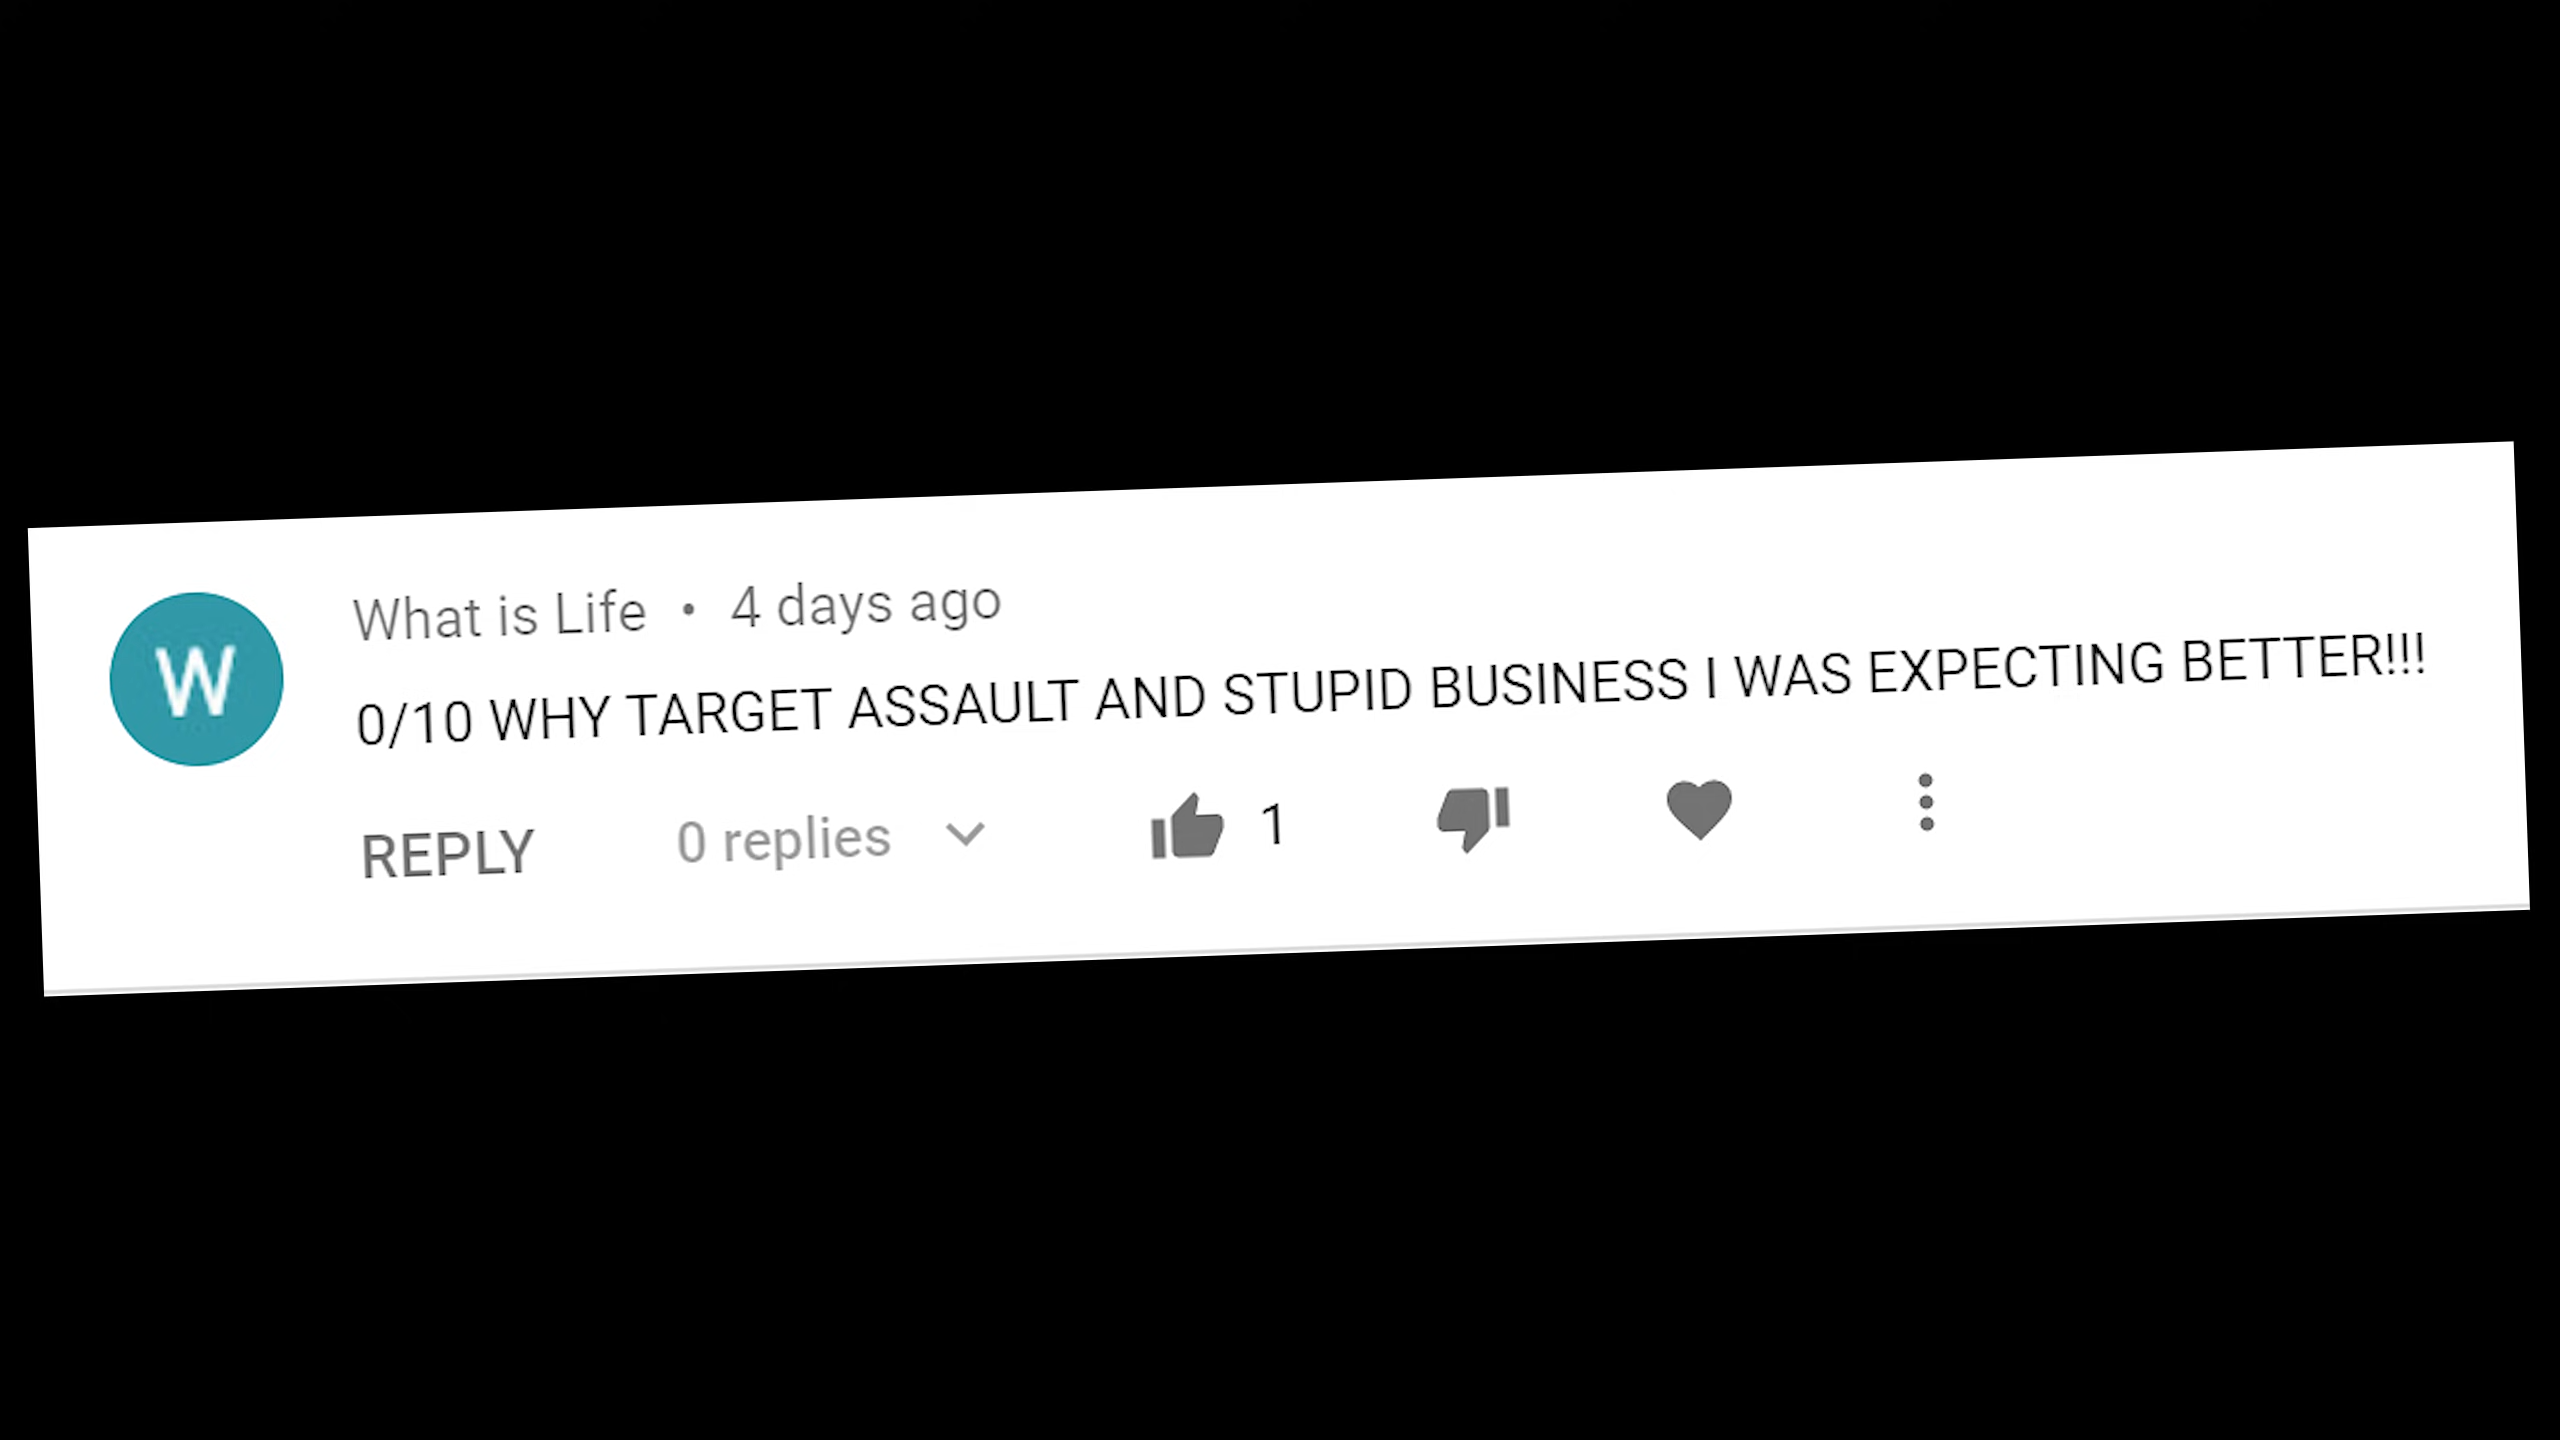 W
What is Life • 4 days ago
0/10 WHY TARGET ASSAULT AND STUPID BUSINESS I WAS EXPECTING BETTER!!!
REPLY 0 replies 1